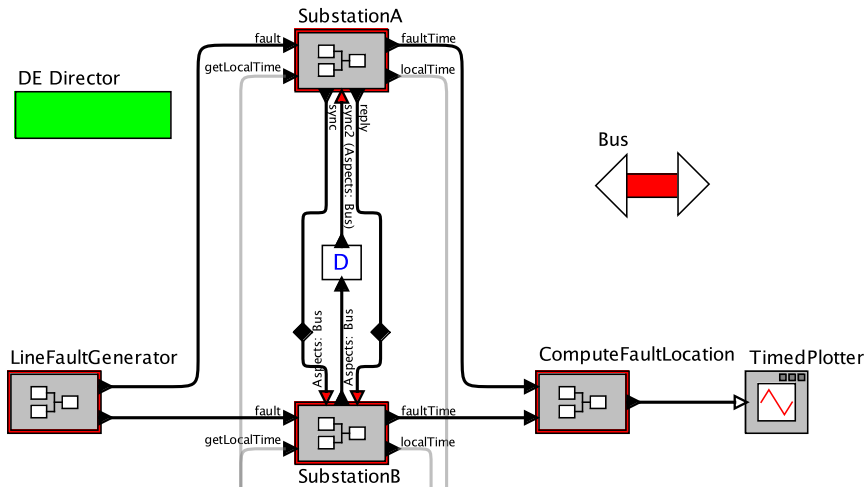 SubstationA
fault
faultTime
getLocalTime
localTime
DE Director
sync
sync2 (Aspects: Bus)
reply
Bus
D
Aspects: Bus
Aspects: Bus
LineFaultGenerator
ComputeFaultLocation
TimedPlotter
fault
faultTime
getLocalTime
localTime
SubstationB